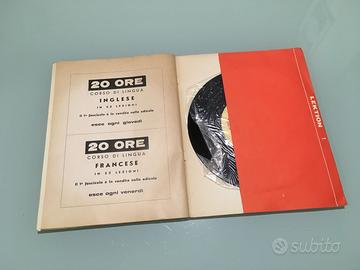 20 ORE
CORSO DI LINGUA
INGLESE
IN 52 LEZIONI
Il 1° fascicolo è in vendita nelle edicole
esce ogni giovedì
20 ORE
CORSO DI LINGUA
FRANCESE
IN 52 LEZIONI
Il 1° fascicolo è in vendita nelle edicole
esce ogni venerdì
LEKTION 1
subito